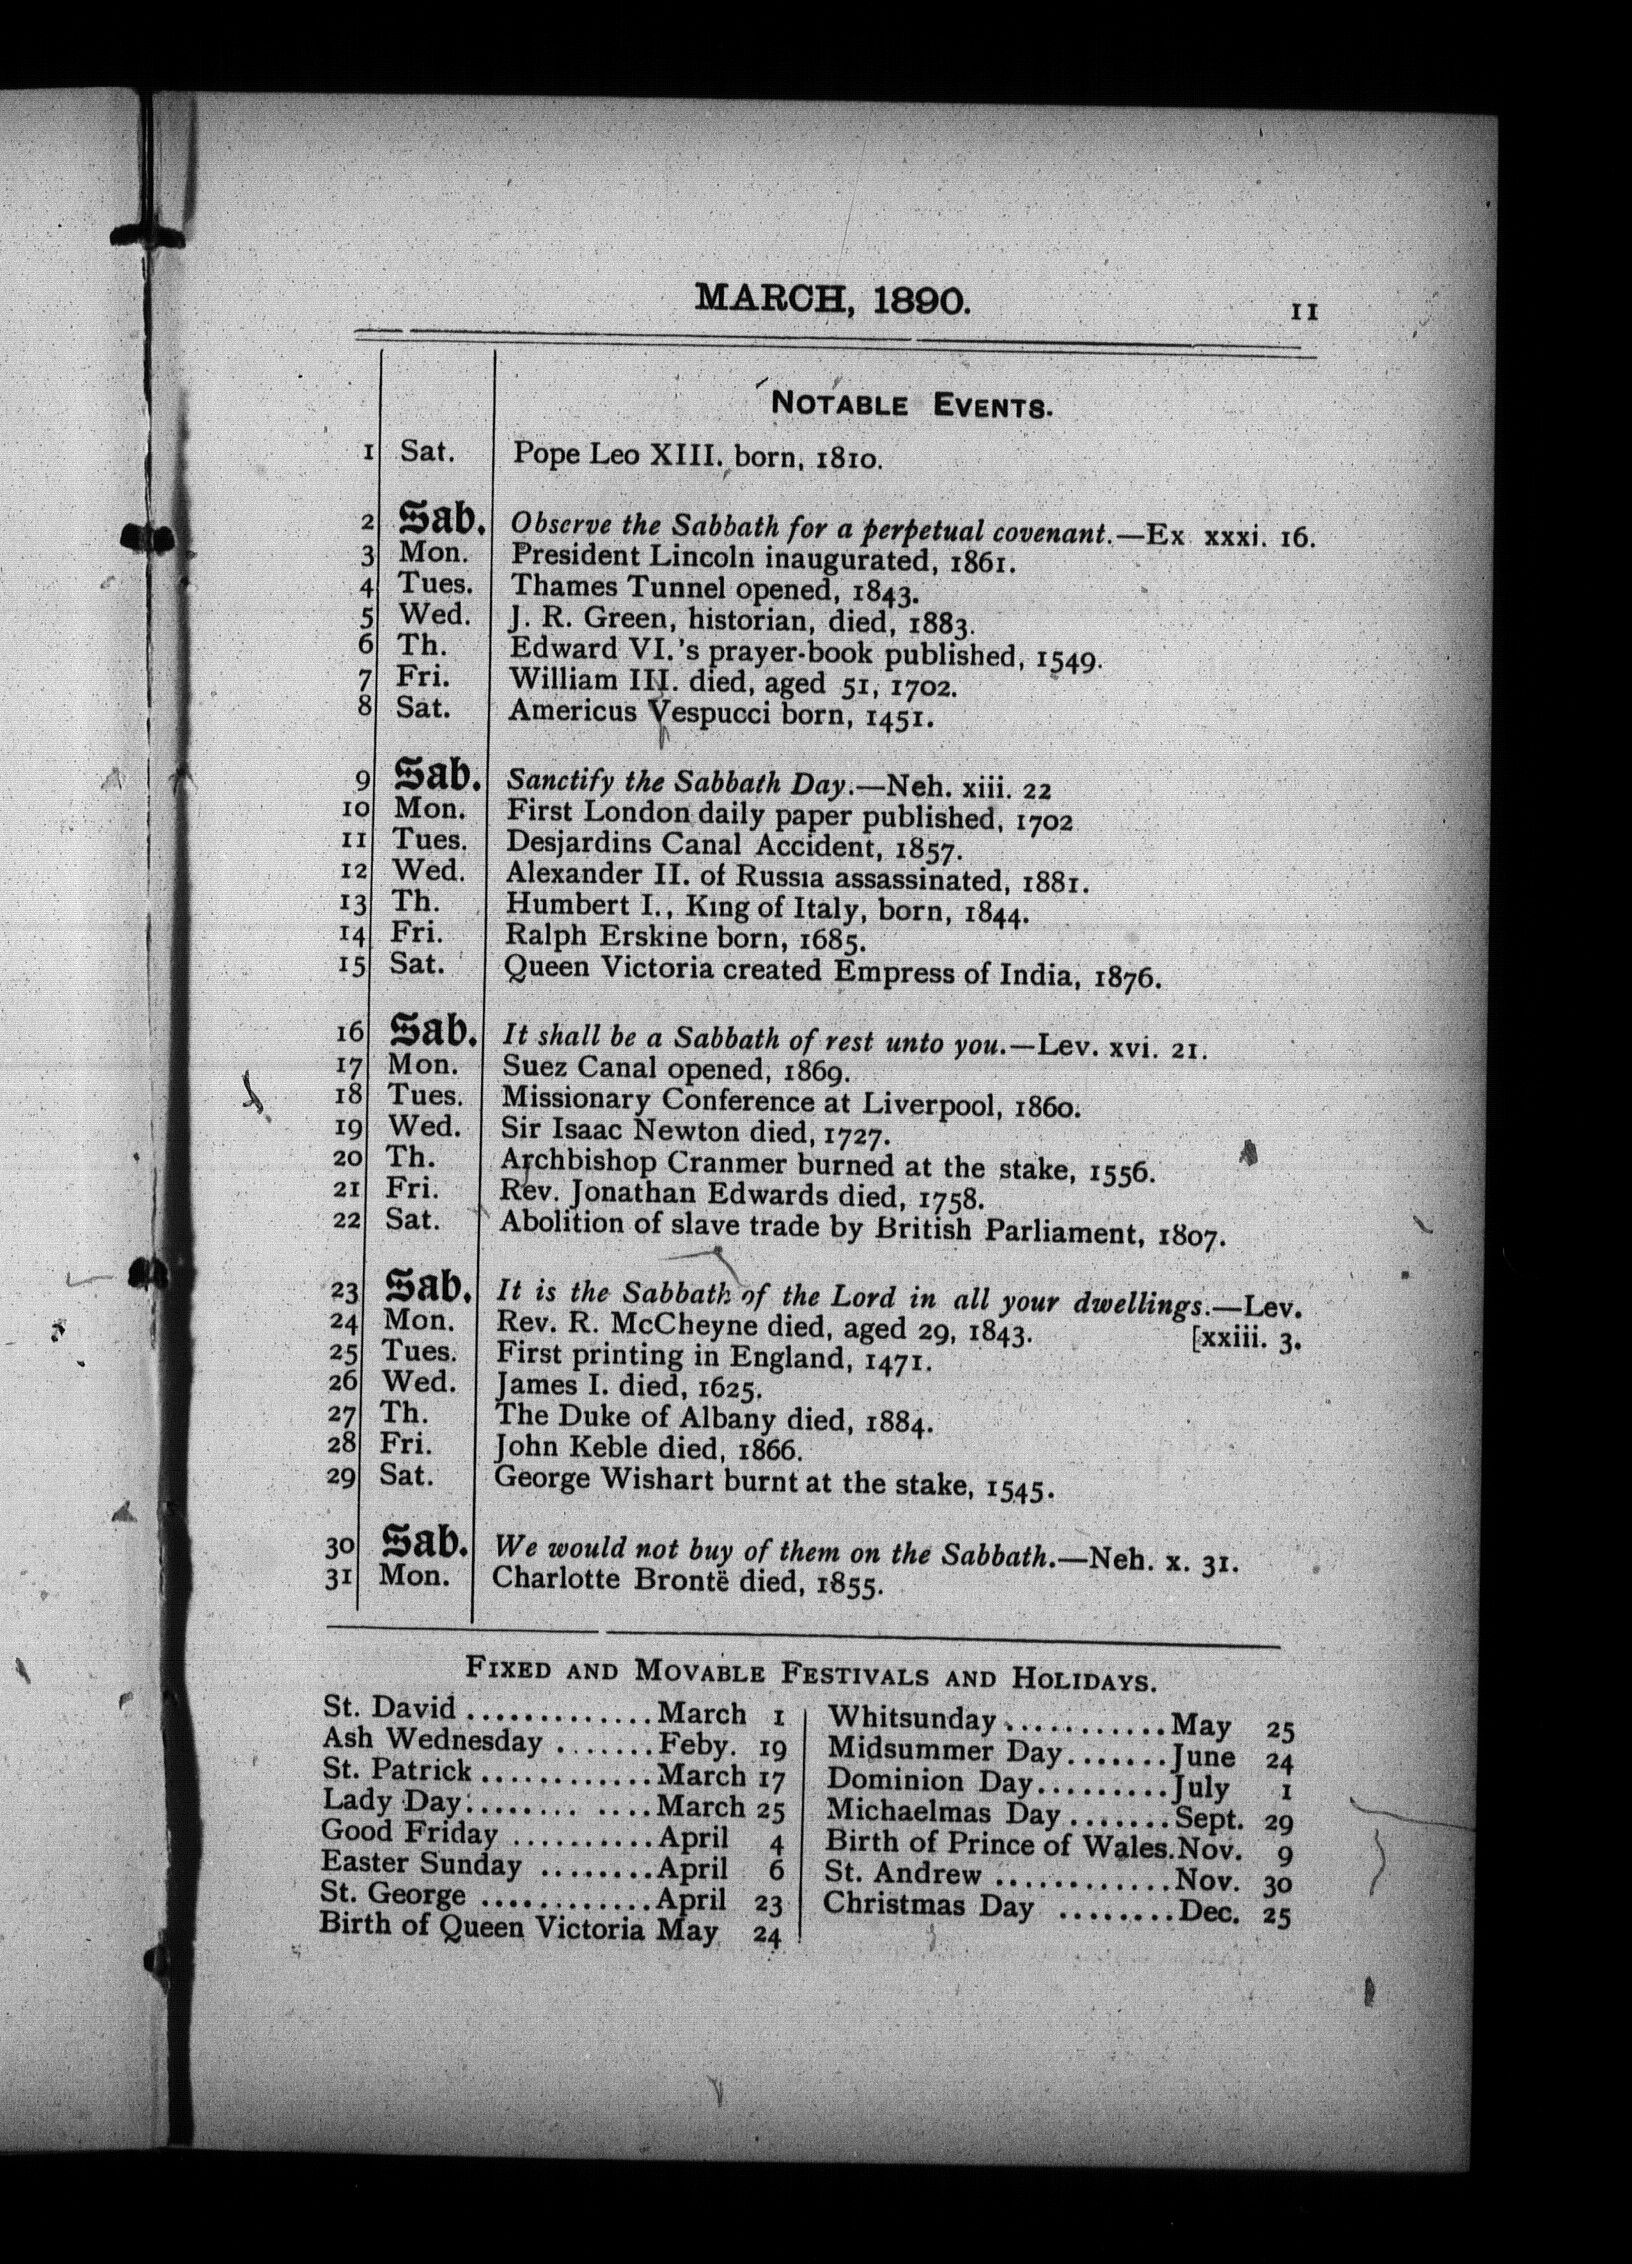 MARCH, 1890. 11
NOTABLE EVENTS.
1 Sat. Pope Leo XIII. born, 1810.
2 Sab. Observe the Sabbath for a perpetual covenant.—Ex xxxi. 16.
3 Mon. President Lincoln inaugurated, 1861.
4 Tues. Thames Tunnel opened, 1843.
5 Wed. J. R. Green, historian, died, 1883.
6 Th. Edward VI.'s prayer-book published, 1549.
7 Fri. William III. died, aged 51, 1702.
8 Sat. Americus Vespucci born, 1451.
9 Sab. Sanctify the Sabbath Day.—Neh. xiii. 22
10 Mon. First London daily paper published, 1702
11 Tues. Desjardins Canal Accident, 1857.
12 Wed. Alexander II. of Russia assassinated, 1881.
13 Th. Humbert I., King of Italy, born, 1844.
14 Fri. Ralph Erskine born, 1685.
15 Sat. Queen Victoria created Empress of India, 1876.
16 Sab. It shall be a Sabbath of rest unto you.—Lev. xvi. 21.
17 Mon. Suez Canal opened, 1869.
18 Tues. Missionary Conference at Liverpool, 1860.
19 Wed. Sir Isaac Newton died, 1727.
20 Th. Archbishop Cranmer burned at the stake, 1556.
21 Fri. Rev. Jonathan Edwards died, 1758.
22 Sat. Abolition of slave trade by British Parliament, 1807.
23 Sab. It is the Sabbath of the Lord in all your dwellings.—Lev.
24 Mon. Rev. R. McCheyne died, aged 29, 1843. [xxiii. 3.
25 Tues. First printing in England, 1471.
26 Wed. James I. died, 1625.
27 Th. The Duke of Albany died, 1884.
28 Fri. John Keble died, 1866.
29 Sat. George Wishart burnt at the stake, 1545.
30 Sab. We would not buy of them on the Sabbath.—Neh. x. 31.
31 Mon. Charlotte Brontë died, 1855.
FIXED AND MOVABLE FESTIVALS AND HOLIDAYS.
St. David ............. March 1
Ash Wednesday ....... Feby. 19
St. Patrick ............ March 17
Lady Day ........ .... March 25
Good Friday .......... April 4
Easter Sunday ........ April 6
St. George ............ April 23
Birth of Queen Victoria May 24
Whitsunday ........... May 25
Midsummer Day ....... June 24
Dominion Day ......... July 1
Michaelmas Day ....... Sept. 29
Birth of Prince of Wales. Nov. 9
St. Andrew ............ Nov. 30
Christmas Day ........ Dec. 25